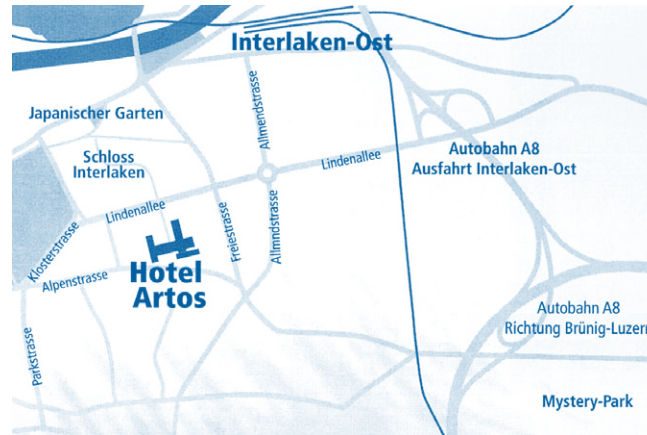 Interlaken-Ost
Japanischer Garten
Allmendstrasse
Schloss
Interlaken
Lindenallee
Autobahn A8
Ausfahrt Interlaken-Ost
Lindenallee
Klosterstrasse
Freiestrasse
Allmndstrasse
Alpenstrasse
Hotel
Artos
Parkstrasse
Autobahn A8
Richtung Brünig-Luzern
Mystery-Park